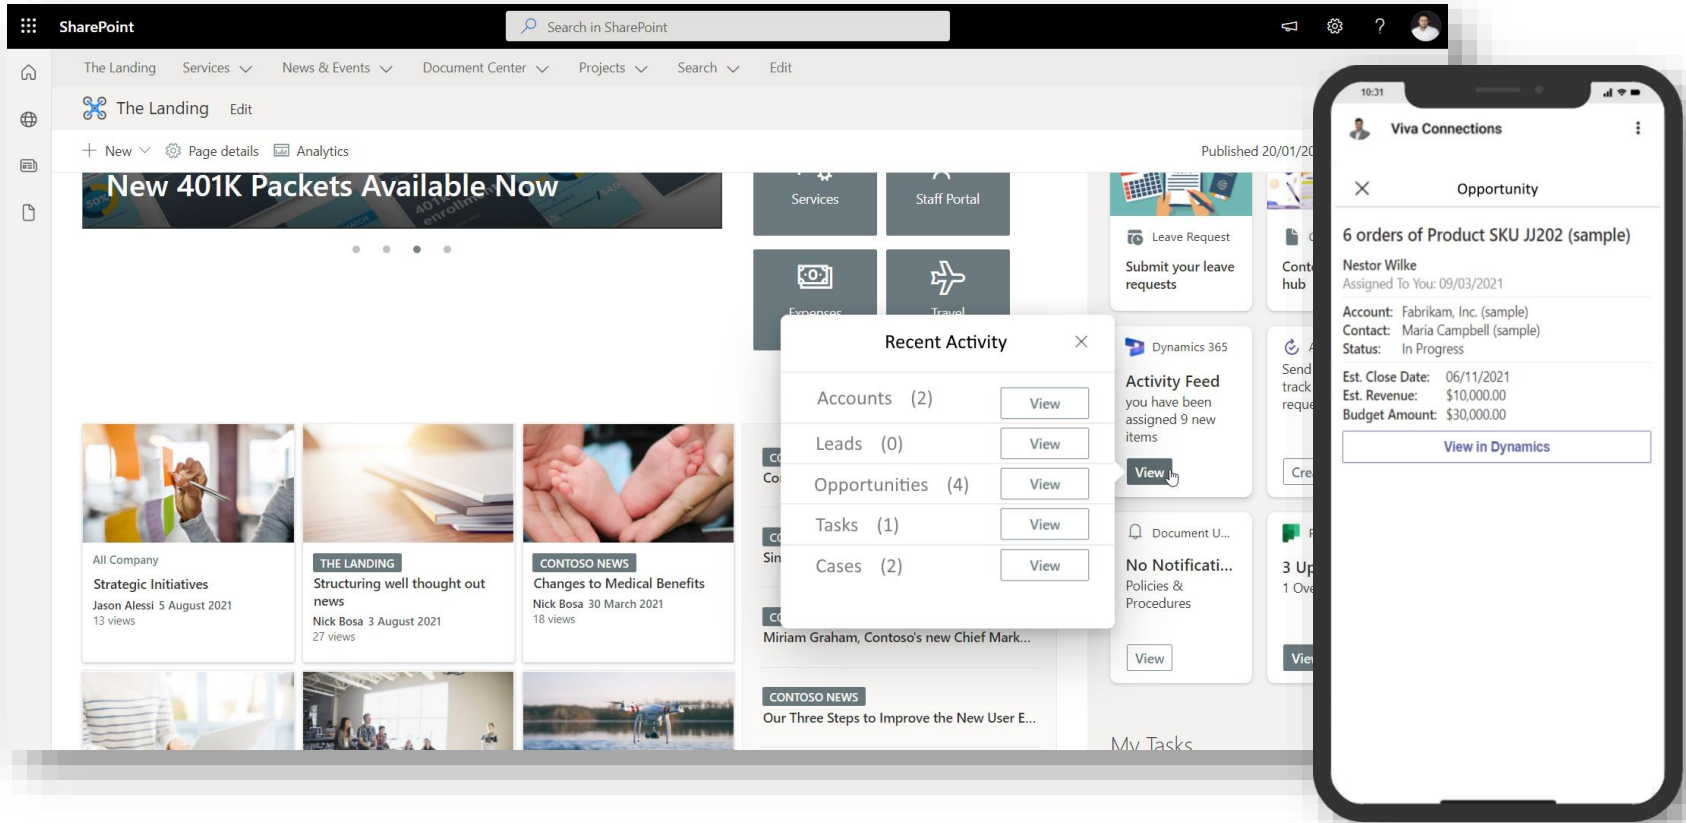 SharePoint
Search in SharePoint
?
The Landing Services News & Events Document Center Projects Search Edit
The Landing Edit
New Page details Analytics
Published 20/01/20
New 401K Packets Available Now
Services
Staff Portal
Expenses
Travel
Recent Activity
Accounts (2) View
Leads (0) View
Opportunities (4) View
Tasks (1) View
Cases (2) View
All Company
Strategic Initiatives
Jason Alessi 5 August 2021
13 views
THE LANDING
Structuring well thought out
news
Nick Bosa 3 August 2021
27 views
CONTOSO NEWS
Changes to Medical Benefits
Nick Bosa 30 March 2021
18 views
Miriam Graham, Contoso's new Chief Mark...
CONTOSO NEWS
Our Three Steps to Improve the New User E...
Leave Request
Submit your leave
requests
hub
Dynamics 365
Activity Feed
you have been
assigned 9 new
items
View
Send
track
reque
Document U...
No Notificati...
Policies &
Procedures
View
3 Up
1 Ove
My Tasks
10:31
Viva Connections
Opportunity
6 orders of Product SKU JJ202 (sample)
Nestor Wilke
Assigned To You: 09/03/2021
Account: Fabrikam, Inc. (sample)
Contact: Maria Campbell (sample)
Status: In Progress
Est. Close Date: 06/11/2021
Est. Revenue: $10,000.00
Budget Amount: $30,000.00
View in Dynamics